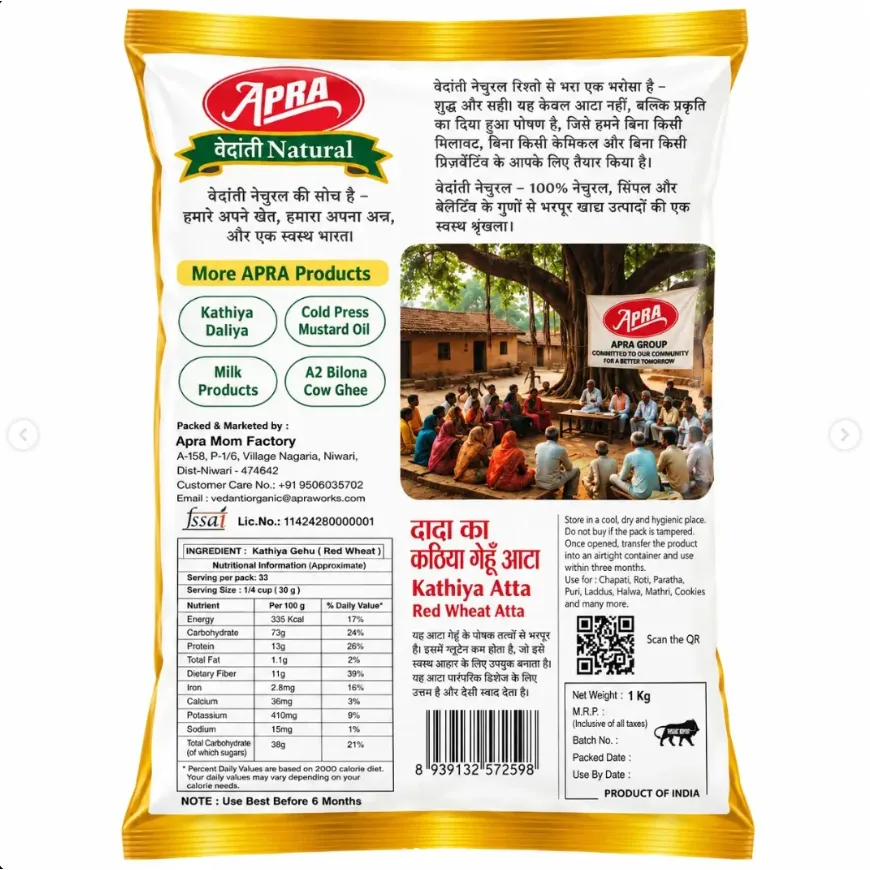 APRA
वेदांती Natural
वेदांती नेचुरल की सोच है –
हमारे अपने खेत, हमारा अपना अन्न,
और एक स्वस्थ भारत।
More APRA Products
Kathiya
Daliya
Cold Press
Mustard Oil
Milk
Products
A2 Bilona
Cow Ghee
Packed & Marketed by :
Apra Mom Factory
A-158, P-1/6, Village Nagaria, Niwari,
Dist-Niwari - 474642
Customer Care No.: +91 9506035702
Email : vedantiorganic@apraworks.com
fssai Lic.No.: 11424280000001
INGREDIENT : Kathiya Gehu ( Red Wheat )
Nutritional Information (Approximate)
Serving per pack: 33
Serving Size : 1/4 cup ( 30 g )
Nutrient Per 100 g % Daily Value*
Energy 335 Kcal 17%
Carbohydrate 73g 24%
Protein 13g 26%
Total Fat 1.1g 2%
Dietary Fiber 11g 39%
Iron 2.8mg 16%
Calcium 36mg 3%
Potassium 410mg 9%
Sodium 15mg 1%
Total Carbohydrate 38g 21%
(of which sugars)
* Percent Daily Values are based on 2000 calorie diet.
Your daily values may vary depending on your
calorie needs.
NOTE : Use Best Before 6 Months
वेदांती नेचुरल रिश्तो से भरा एक भरोसा है –
शुद्ध और सही। यह केवल आटा नहीं, बल्कि प्रकृति
का दिया हुआ पोषण है, जिसे हमने बिना किसी
मिलावट, बिना किसी केमिकल और बिना किसी
प्रिज़र्वेटिव के आपके लिए तैयार किया है।
वेदांती नेचुरल – 100% नेचुरल, सिंपल और
बेलेटिव के गुणों से भरपूर खाद्य उत्पादों की एक
स्वस्थ श्रृंखला।
APRA
APRA GROUP
COMMITTED TO OUR COMMUNITY
FOR A BETTER TOMORROW
दादा का
कठिया गेहूँ आटा
Kathiya Atta
Red Wheat Atta
यह आटा गेहूं के पोषक तत्वों से भरपूर
है। इसमें ग्लूटेन कम होता है, जो इसे
स्वस्थ आहार के लिए उपयुक बनाता है।
यह आटा पारंपरिक डिशेज के लिए
उत्तम है और देसी स्वाद देता है।
8 939132 572598
Store in a cool, dry and hygienic place.
Do not buy if the pack is tampered.
Once opened, transfer the product
into an airtight container and use
within three months.
Use for : Chapati, Roti, Paratha,
Puri, Laddus, Halwa, Mathri, Cookies
and many more.
Scan the QR
Net Weight : 1 Kg
M.R.P. :
(Inclusive of all taxes)
Batch No. :
Packed Date :
Use By Date :
PRODUCT OF INDIA